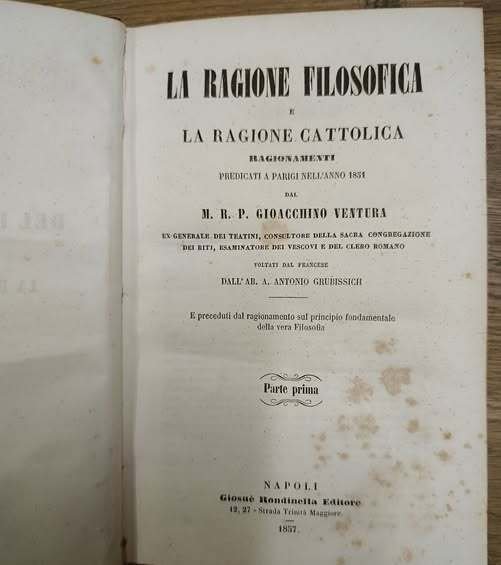 LA RAGIONE FILOSOFICA
E
LA RAGIONE CATTOLICA
RAGIONAMENTI
PREDICATI A PARIGI NELL'ANNO 1851
DAL
M. R. P. GIOACCHINO VENTURA
EX-GENERALE DEI TEATINI, CONSULTORE DELLA SACRA CONGREGAZIONE
DEI RITI, ESAMINATORE DEI VESCOVI E DEL CLERO ROMANO
VOLTATI DAL FRANCESE
DALL'AB. A. ANTONIO GRUBISSICH
E preceduti dal ragionamento sul principio fondamentale
della vera Filosofia
Parte prima
NAPOLI
Giosuè Rondinella Editore
12, 27 - Strada Trinità Maggiore.
1857.